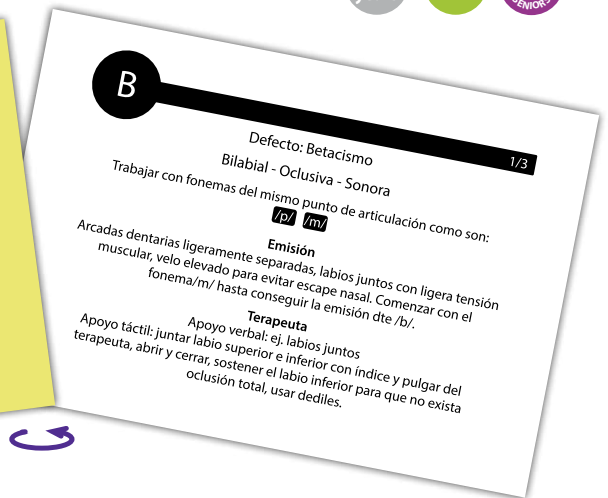 SENIORS
B
1/3
Defecto: Betacismo
Bilabial - Oclusiva - Sonora
Trabajar con fonemas del mismo punto de articulación como son:
/p/ /m/
Emisión
Arcadas dentarias ligeramente separadas, labios juntos con ligera tensión
muscular, velo elevado para evitar escape nasal. Comenzar con el
fonema/m/ hasta conseguir la emisión dte /b/.
Terapeuta
Apoyo verbal: ej. labios juntos
Apoyo táctil: juntar labio superior e inferior con índice y pulgar del
terapeuta, abrir y cerrar, sostener el labio inferior para que no exista
oclusión total, usar dediles.